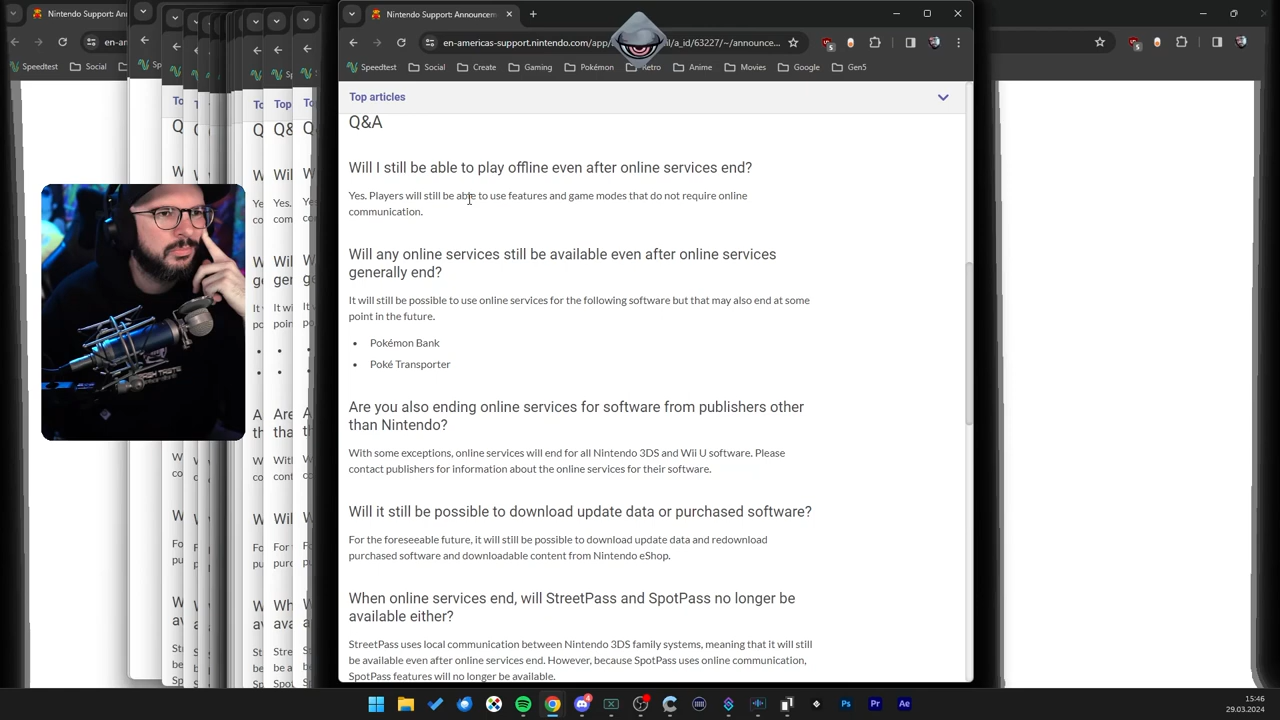 Nintendo Support: Announcem
en-americas-support.nintendo.com/app/
il/a_id/63227/~/announce...
Speedtest
Social
Create
Gaming
Pokémon
Retro
Anime
Movies
Google
Gen5
Top articles
Q&A
Will I still be able to play offline even after online services end?
Yes. Players will still be able to use features and game modes that do not require online
communication.
Will any online services still be available even after online services
generally end?
It will still be possible to use online services for the following software but that may also end at some
point in the future.
• Pokémon Bank
• Poké Transporter
Are you also ending online services for software from publishers other
than Nintendo?
With some exceptions, online services will end for all Nintendo 3DS and Wii U software. Please
contact publishers for information about the online services for their software.
Will it still be possible to download update data or purchased software?
For the foreseeable future, it will still be possible to download update data and redownload
purchased software and downloadable content from Nintendo eShop.
When online services end, will StreetPass and SpotPass no longer be
available either?
StreetPass uses local communication between Nintendo 3DS family systems, meaning that it will still
be available even after online services end. However, because SpotPass uses online communication,
SpotPass features will no longer be available.
Nintendo Support: An
en-am
Speedtest
Social
15:46
29.03.2024